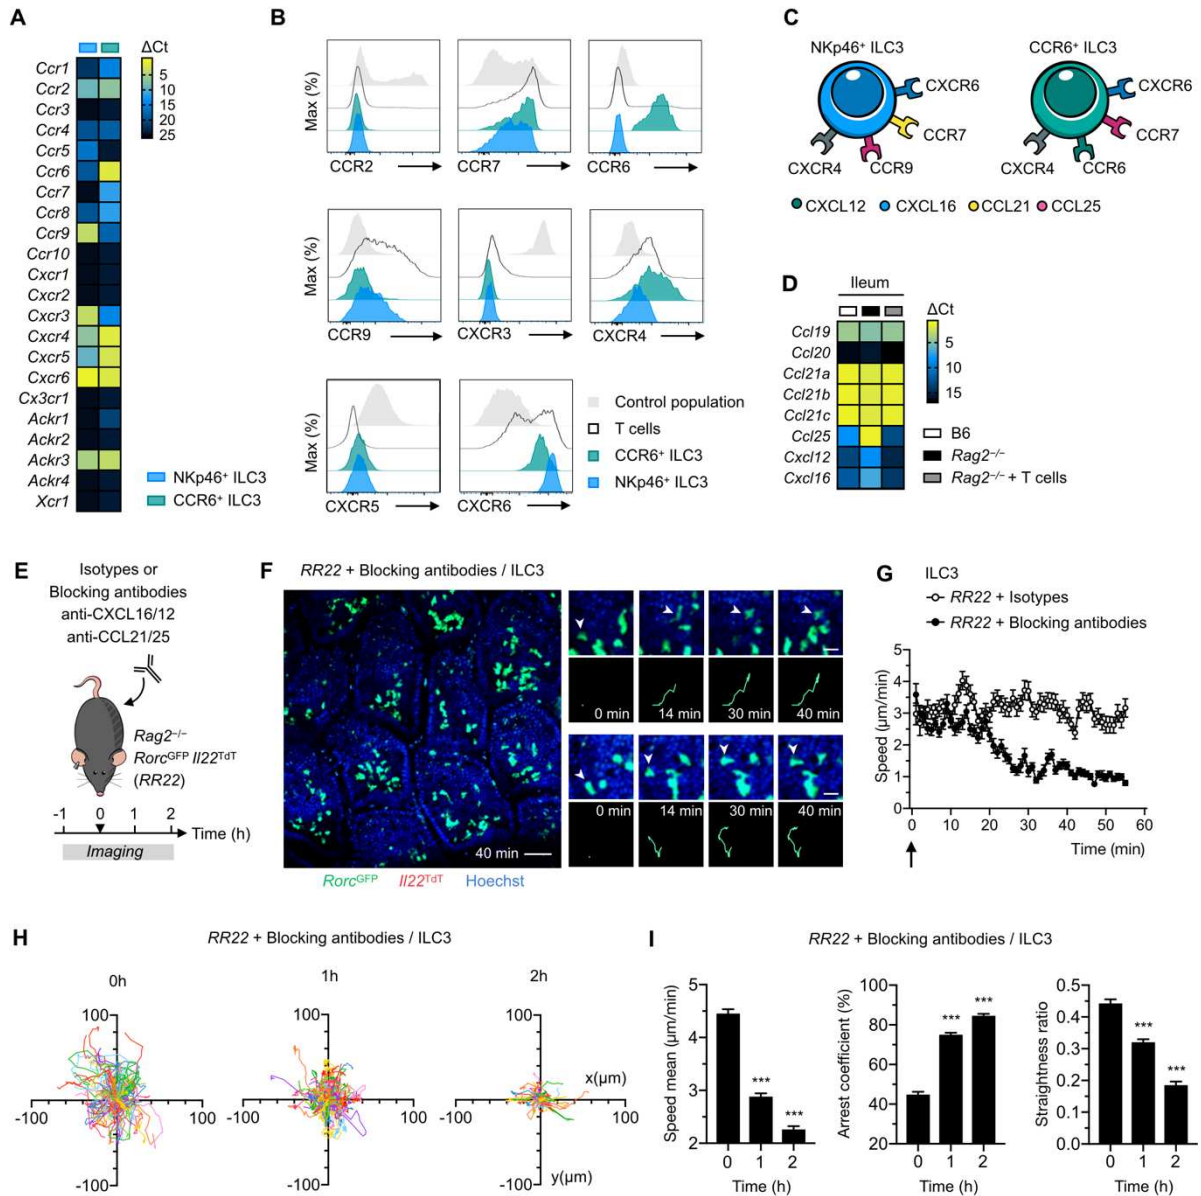 A
ΔCt
5
10
15
20
25
Ccr1
Ccr2
Ccr3
Ccr4
Ccr5
Ccr6
Ccr7
Ccr8
Ccr9
Ccr10
Cxcr1
Cxcr2
Cxcr3
Cxcr4
Cxcr5
Cxcr6
Cx3cr1
Ackr1
Ackr2
Ackr3
Ackr4
Xcr1
NKp46⁺ ILC3
CCR6⁺ ILC3
B
Max (%)
CCR2
CCR7
CCR6
Max (%)
CCR9
CXCR3
CXCR4
Max (%)
CXCR5
CXCR6
Control population
T cells
CCR6⁺ ILC3
NKp46⁺ ILC3
C
NKp46⁺ ILC3
CCR6⁺ ILC3
CXCR6
CCR7
CXCR4
CCR9
CXCR6
CCR7
CXCR4
CCR6
CXCL12
CXCL16
CCL21
CCL25
D
Ileum
ΔCt
5
10
15
Ccl19
Ccl20
Ccl21a
Ccl21b
Ccl21c
Ccl25
Cxcl12
Cxcl16
B6
Rag2⁻/⁻
Rag2⁻/⁻ + T cells
E
Isotypes or
Blocking antibodies
anti-CXCL16/12
anti-CCL21/25
Rag2⁻/⁻
Rorcᴳᶠᴾ Il22ᵀᵈᵀ
(RR22)
-1 0 1 2 Time (h)
Imaging
F
RR22 + Blocking antibodies / ILC3
40 min
0 min
14 min
30 min
40 min
0 min
14 min
30 min
40 min
Rorcᴳᶠᴾ
Il22ᵀᵈᵀ
Hoechst
G
ILC3
RR22 + Isotypes
RR22 + Blocking antibodies
Speed (μm/min)
5
4
3
2
1
0
0 10 20 30 40 50 60
Time (min)
H
RR22 + Blocking antibodies / ILC3
0h
1h
2h
100
-100 100
-100
100
-100 100
-100
100
x(μm)
-100 100
y(μm)
-100
I
RR22 + Blocking antibodies / ILC3
Speed mean (μm/min)
5
4
3
2
***
***
0 1 2
Time (h)
Arrest coefficient (%)
100
80
60
40
20
***
***
0 1 2
Time (h)
Straightness ratio
0.5
0.4
0.3
0.2
0.1
0.0
***
***
0 1 2
Time (h)